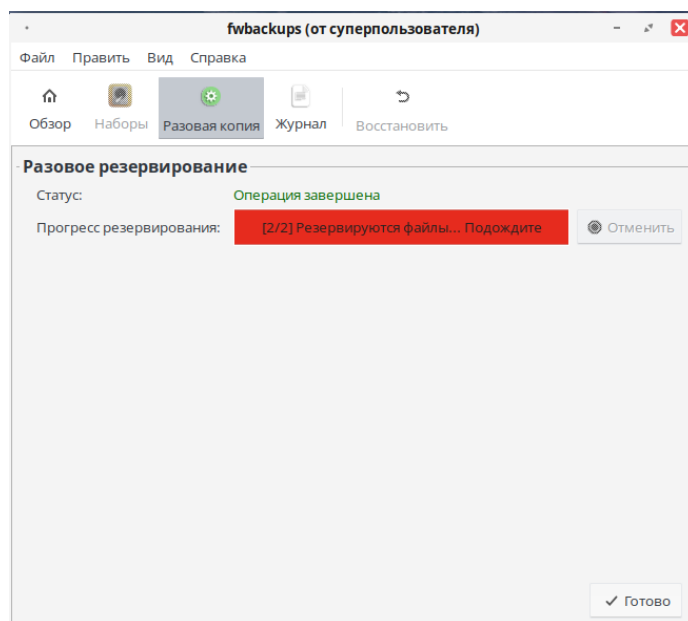 fwbackups (от суперпользователя)
Файл Править Вид Справка
Обзор Наборы Разовая копия Журнал Восстановить
Разовое резервирование
Статус: Операция завершена
Прогресс резервирования: [2/2] Резервируются файлы... Подождите Отменить
Готово